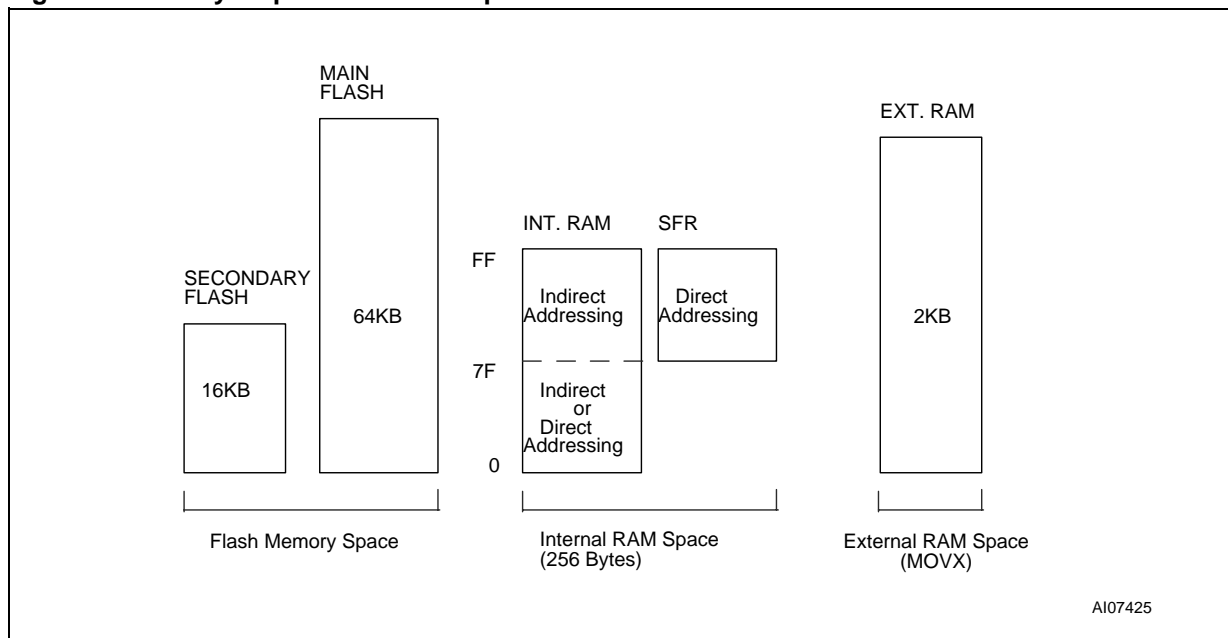 MAIN
FLASH
EXT. RAM
INT. RAM
SFR
FF
SECONDARY
FLASH
Indirect
Addressing
Direct
Addressing
64KB
2KB
7F
16KB
Indirect
or
Direct
Addressing
0
Flash Memory Space
Internal RAM Space
(256 Bytes)
External RAM Space
(MOVX)
AI07425